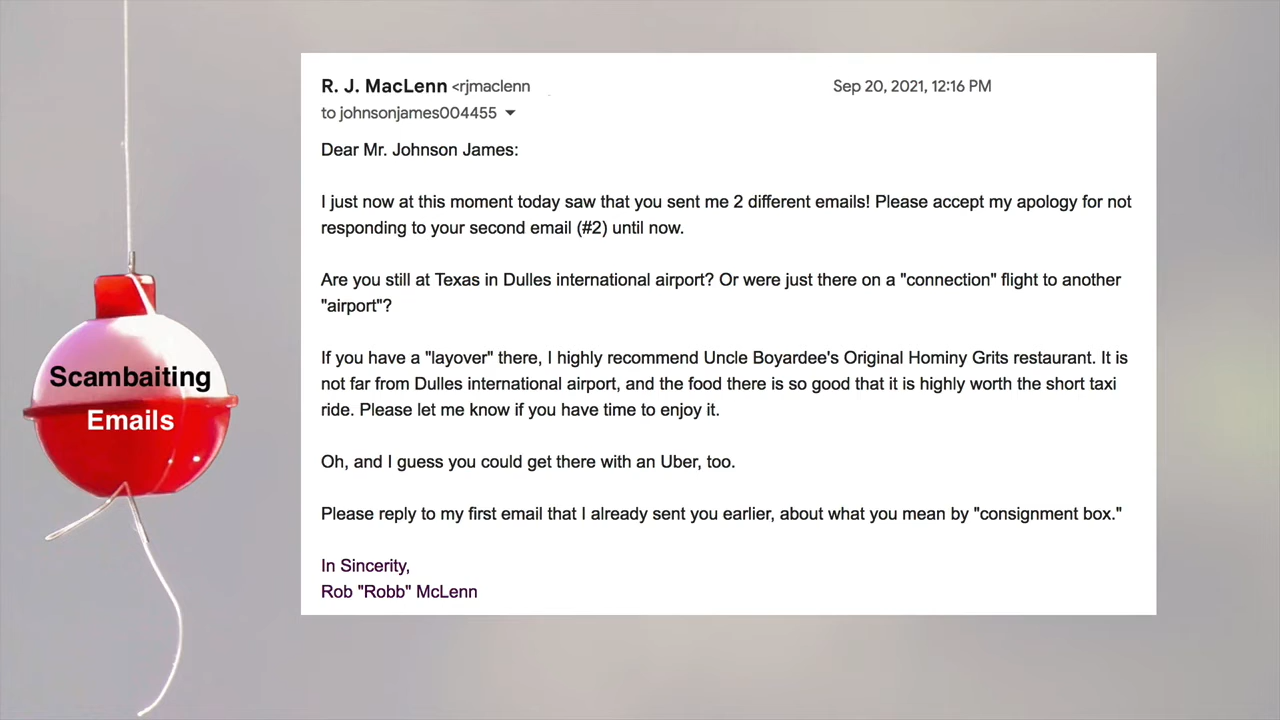 R. J. MacLenn <rjmaclenn
Sep 20, 2021, 12:16 PM
to johnsonjames004455
Dear Mr. Johnson James:
I just now at this moment today saw that you sent me 2 different emails! Please accept my apology for not
responding to your second email (#2) until now.
Are you still at Texas in Dulles international airport? Or were just there on a "connection" flight to another
"airport"?
If you have a "layover" there, I highly recommend Uncle Boyardee's Original Hominy Grits restaurant. It is
not far from Dulles international airport, and the food there is so good that it is highly worth the short taxi
ride. Please let me know if you have time to enjoy it.
Oh, and I guess you could get there with an Uber, too.
Please reply to my first email that I already sent you earlier, about what you mean by "consignment box."
In Sincerity,
Rob "Robb" McLenn
Scambaiting
Emails